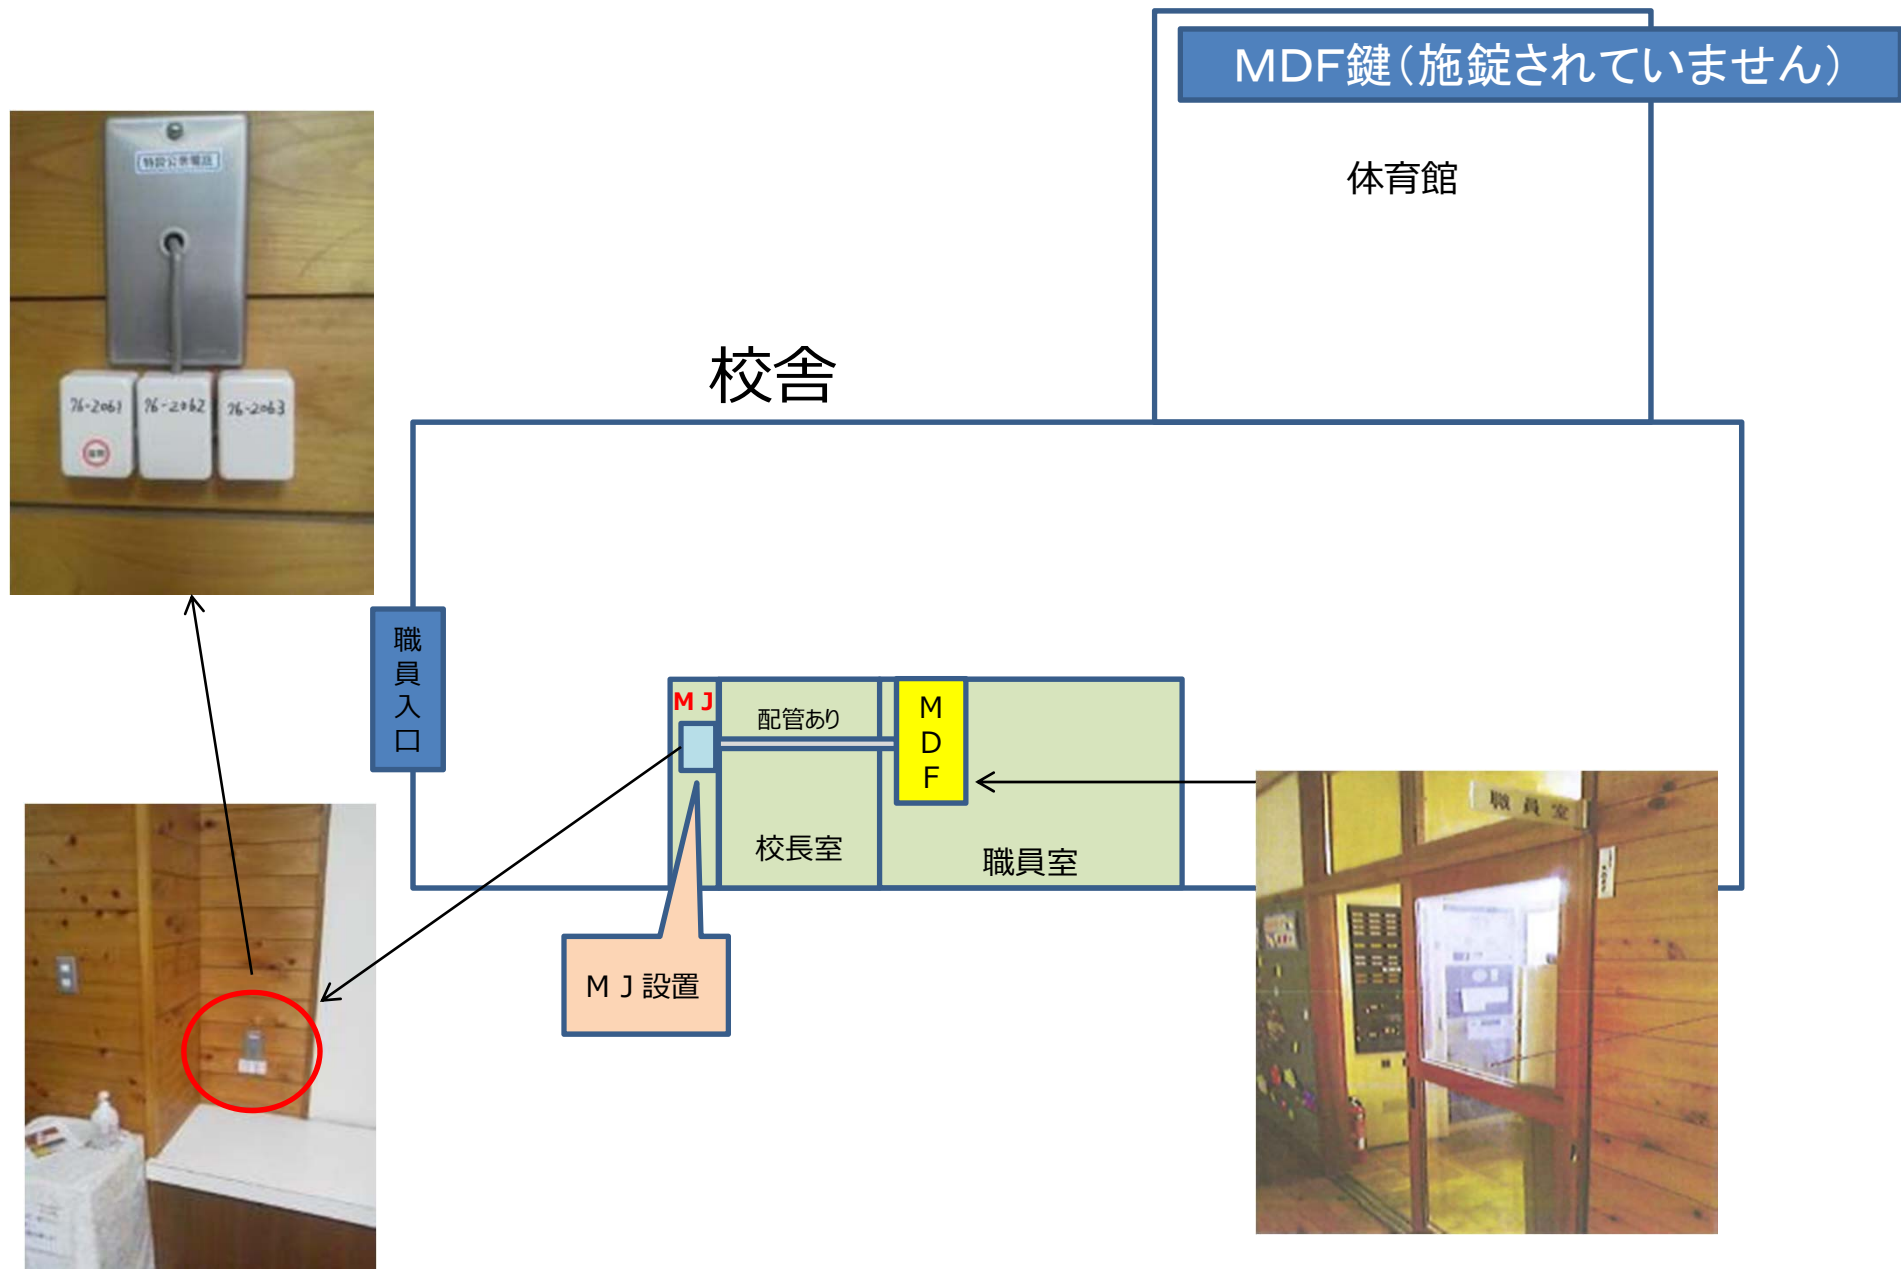 MDF鍵(施錠されていません)
体育館
特設公衆電話
76-2061
76-2062
76-2063
校舎
職員入口
MJ
配管あり
MDF
校長室
職員室
MJ設置
職員室